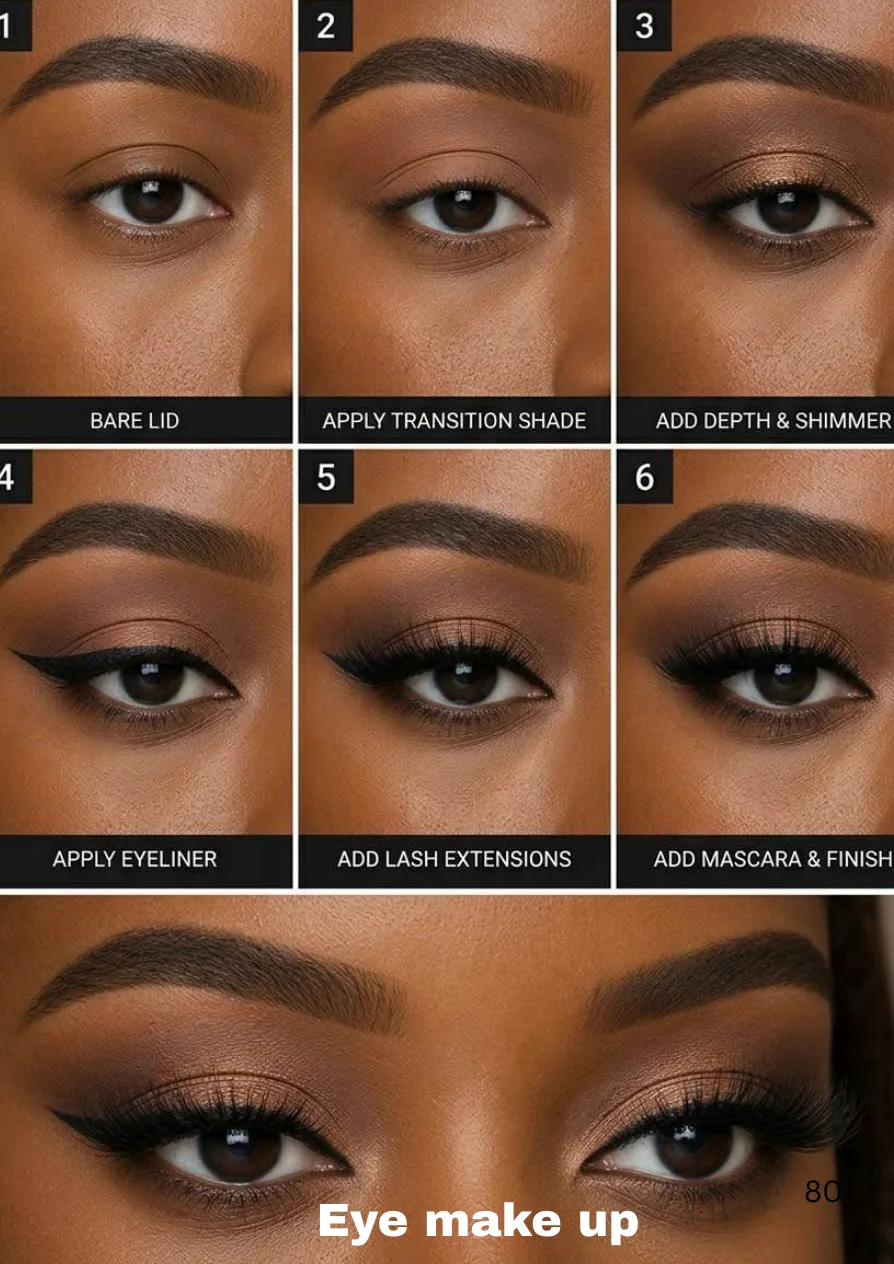 1
2
3
BARE LID
APPLY TRANSITION SHADE
ADD DEPTH & SHIMMER
4
5
6
APPLY EYELINER
ADD LASH EXTENSIONS
ADD MASCARA & FINISH
80
Eye make up